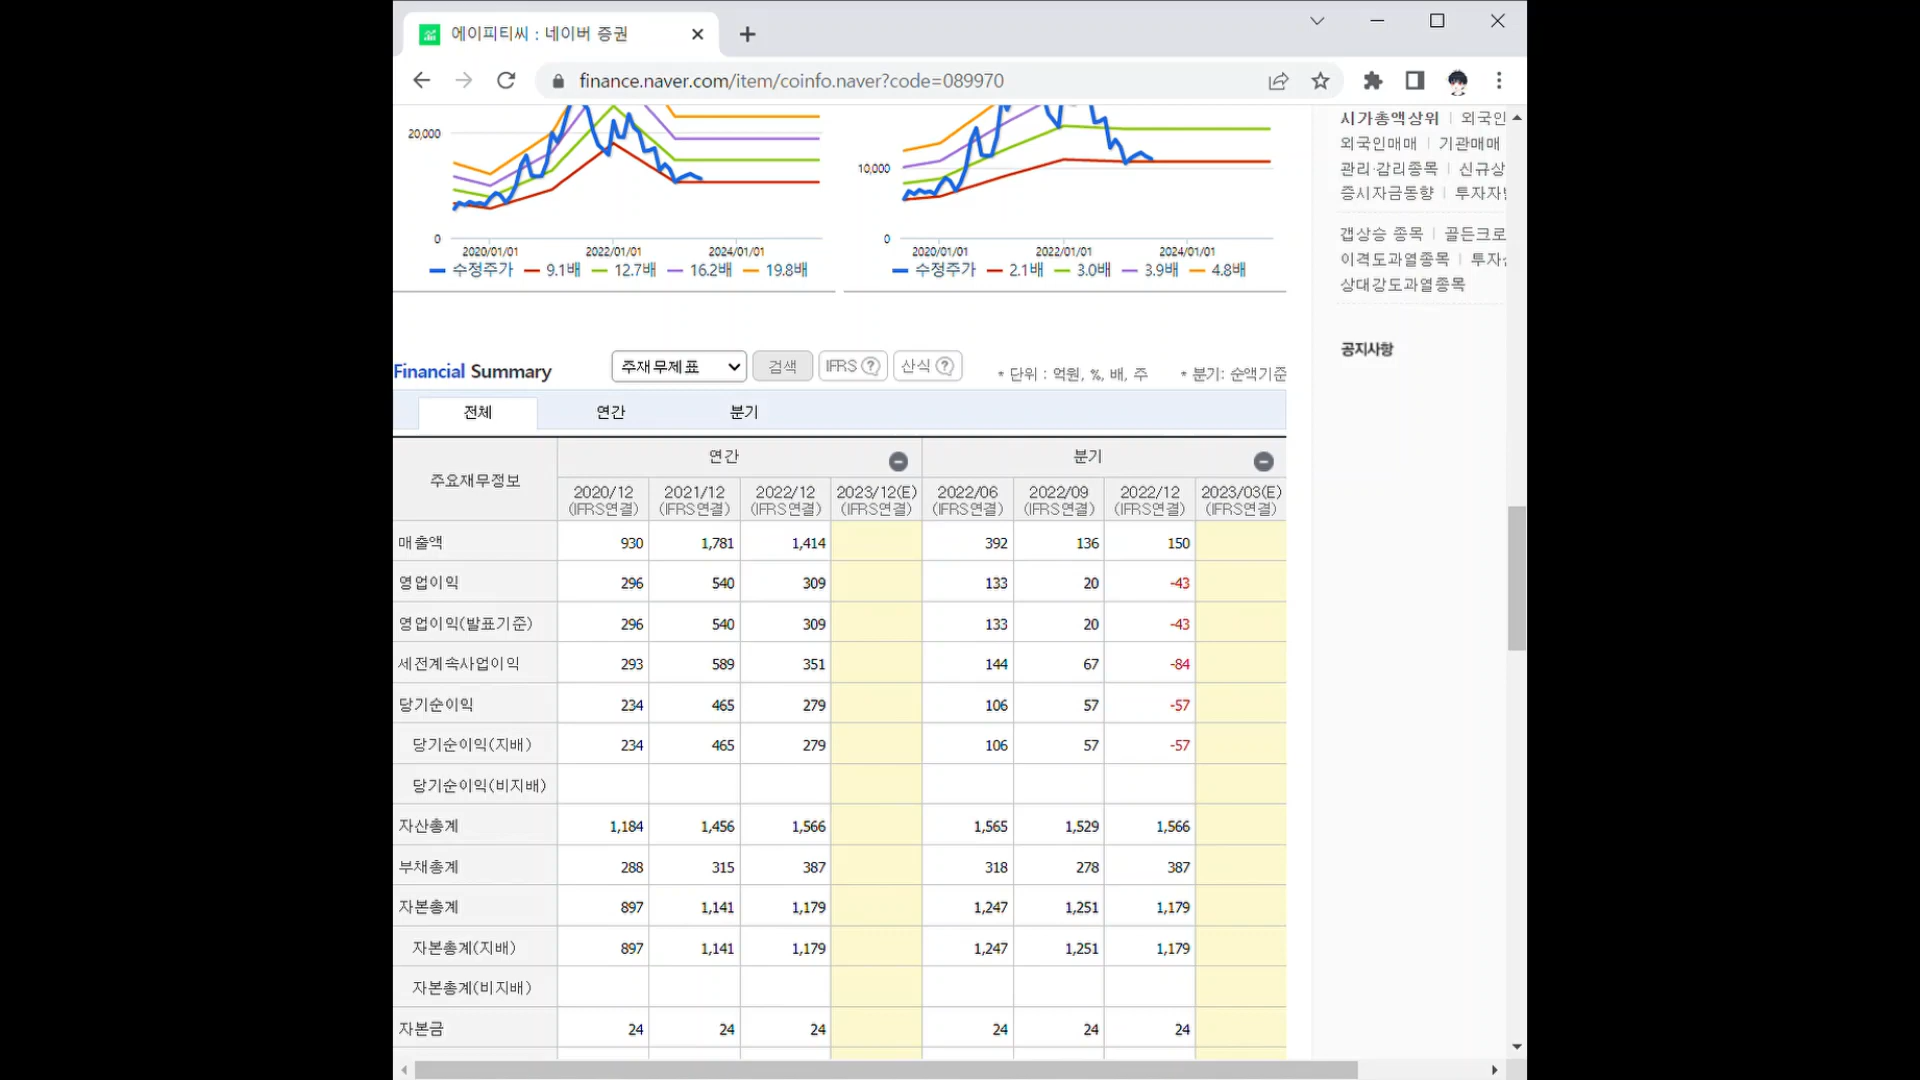 에이피티씨 : 네이버 증권
finance.naver.com/item/coinfo.naver?code=089970
20,000
0
2020/01/01 2022/01/01 2024/01/01
수정주가 9.1배 12.7배 16.2배 19.8배
10,000
0
2020/01/01 2022/01/01 2024/01/01
수정주가 2.1배 3.0배 3.9배 4.8배
시가총액상위 외국인
외국인매매 기관매매
관리·감리종목 신규상
증시자금동향 투자자별
갭상승 종목 골든크로
이격도과열종목 투자심
상대강도과열종목
공지사항
Financial Summary 주재무제표 검색 IFRS ? 산식 ? * 단위 : 억원, %, 배, 주 * 분기: 순액기준
전체 연간 분기
주요재무정보 연간 분기
2020/12 2021/12 2022/12 2023/12(E) 2022/06 2022/09 2022/12 2023/03(E)
(IFRS연결) (IFRS연결) (IFRS연결) (IFRS연결) (IFRS연결) (IFRS연결) (IFRS연결) (IFRS연결)
매출액 930 1,781 1,414 392 136 150
영업이익 296 540 309 133 20 -43
영업이익(발표기준) 296 540 309 133 20 -43
세전계속사업이익 293 589 351 144 67 -84
당기순이익 234 465 279 106 57 -57
당기순이익(지배) 234 465 279 106 57 -57
당기순이익(비지배)
자산총계 1,184 1,456 1,566 1,565 1,529 1,566
부채총계 288 315 387 318 278 387
자본총계 897 1,141 1,179 1,247 1,251 1,179
자본총계(지배) 897 1,141 1,179 1,247 1,251 1,179
자본총계(비지배)
자본금 24 24 24 24 24 24